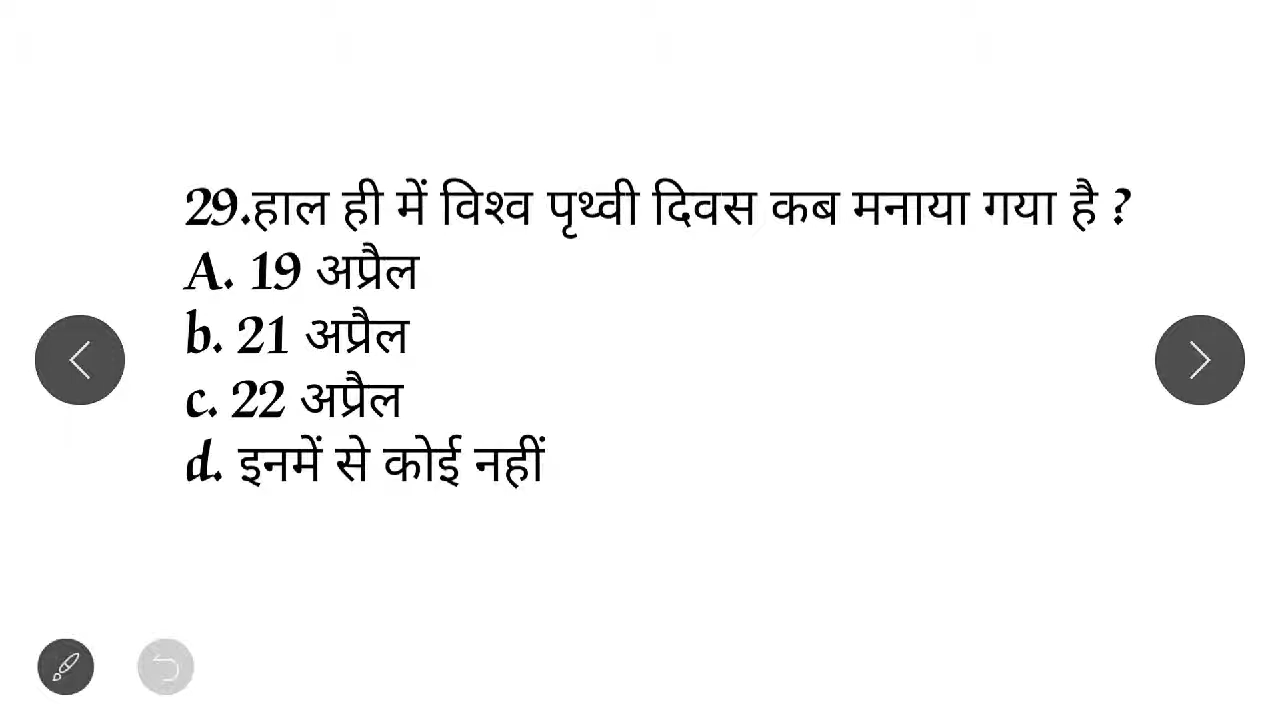 29.हाल ही में विश्व पृथ्वी दिवस कब मनाया गया है ?
A. 19 अप्रैल
b. 21 अप्रैल
c. 22 अप्रैल
d. इनमें से कोई नहीं